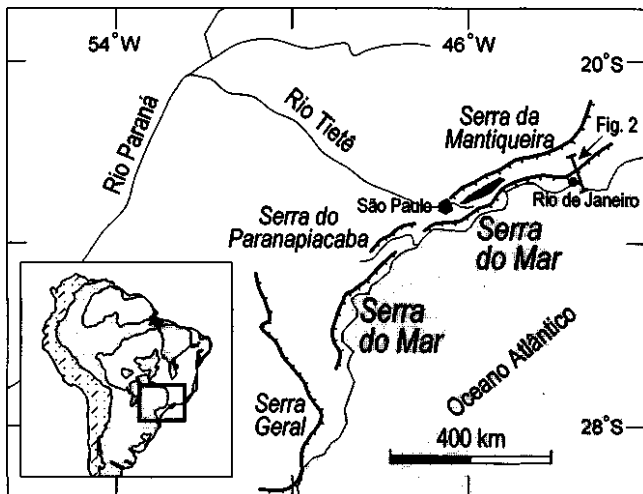 54°W
46°W
20°S
Rio Paraná
Rio Tietê
Serra da
Mantiqueira
Fig. 2
São Paulo
Rio de Janeiro
Serra do
Paranapiacaba
Serra
do Mar
Serra
do Mar
Oceano Atlântico
Serra
Geral
400 km
28°S